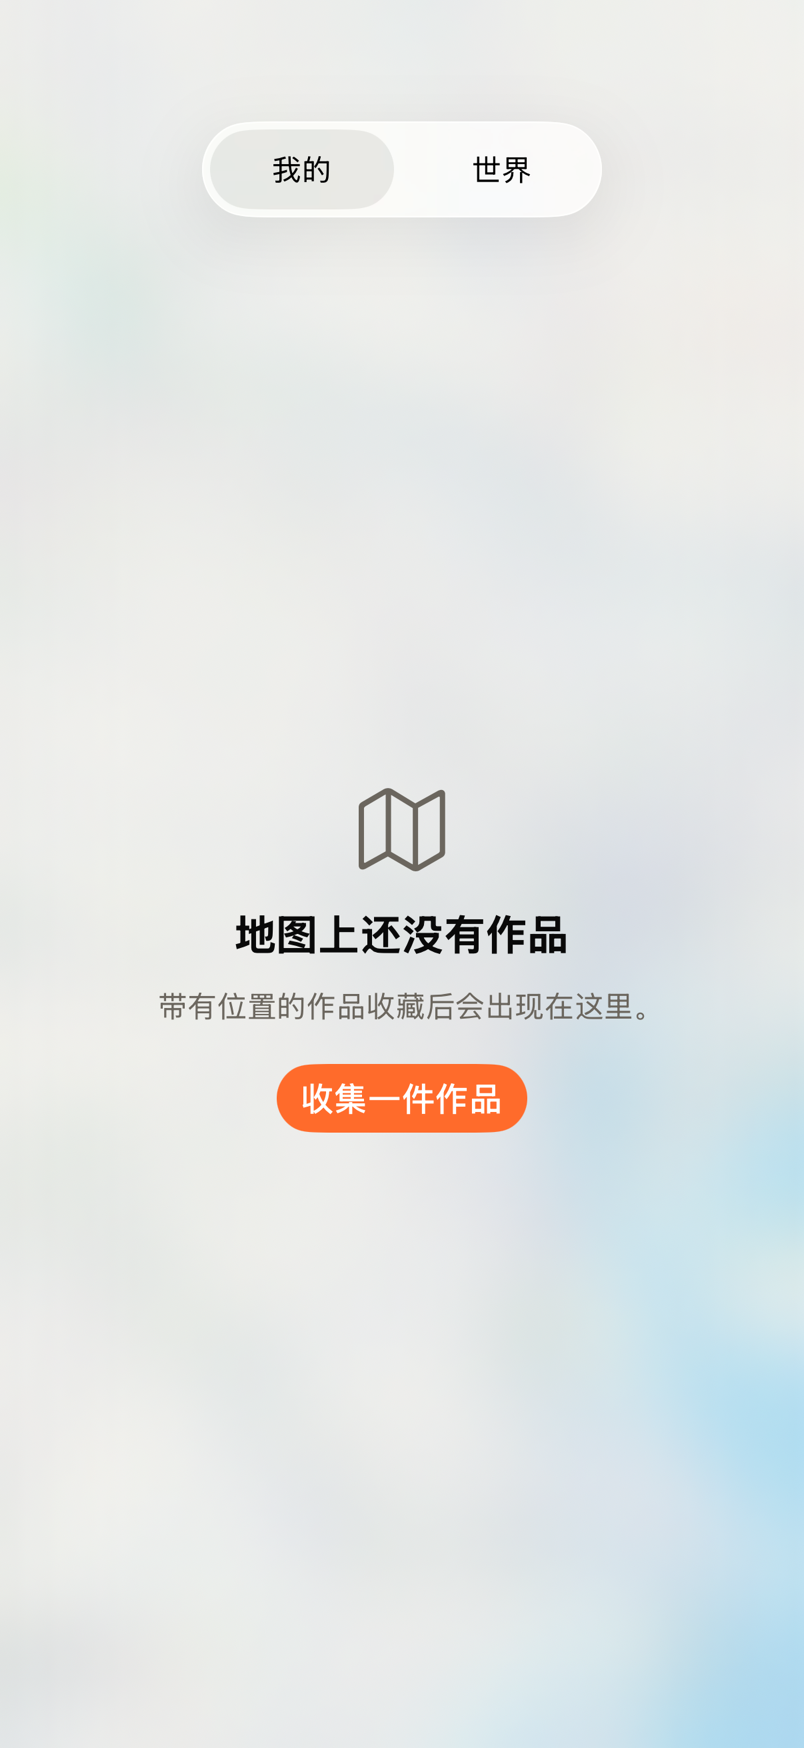 我的
世界
地图上还没有作品
带有位置的作品收藏后会出现在这里。
收集一件作品